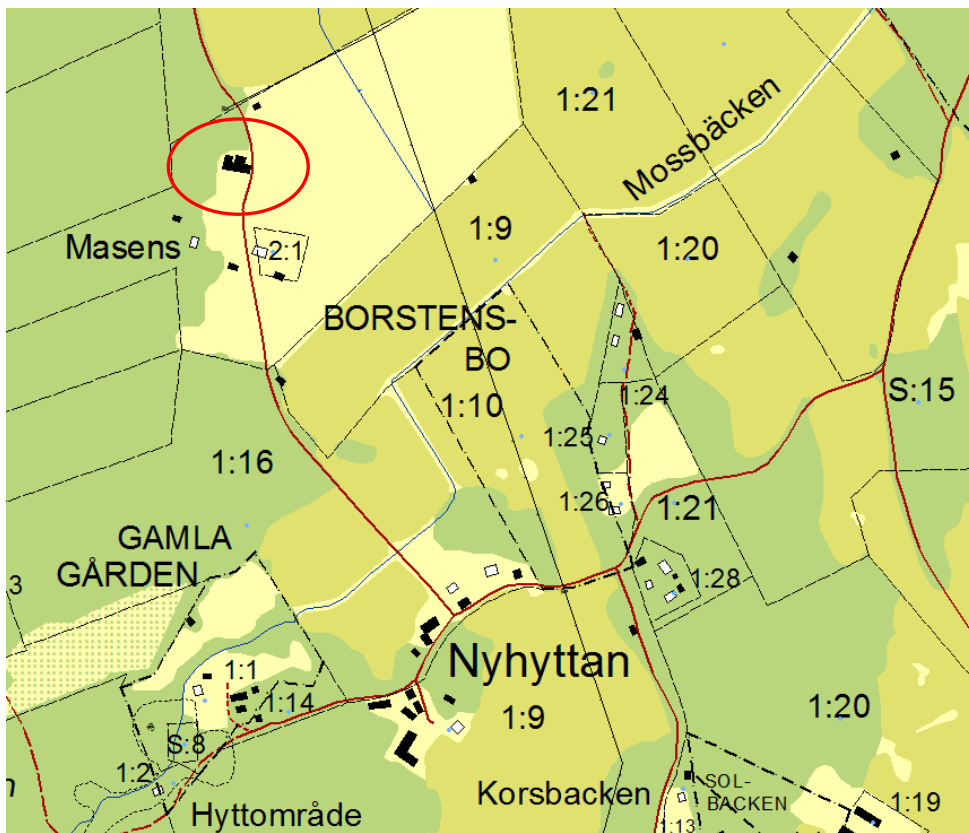 1:21
Mossbäcken
1:9
Masens
2:1
1:20
BORSTENS-
BO
1:10
1:24
S:15
1:25
1:16
1:26
1:21
GAMLA
GÅRDEN
3
1:28
Nyhyttan
1:1
1:14
1:9
1:20
S:8
1:2
n
Korsbacken
SOL-
BACKEN
1:19
Hyttområde
1:13